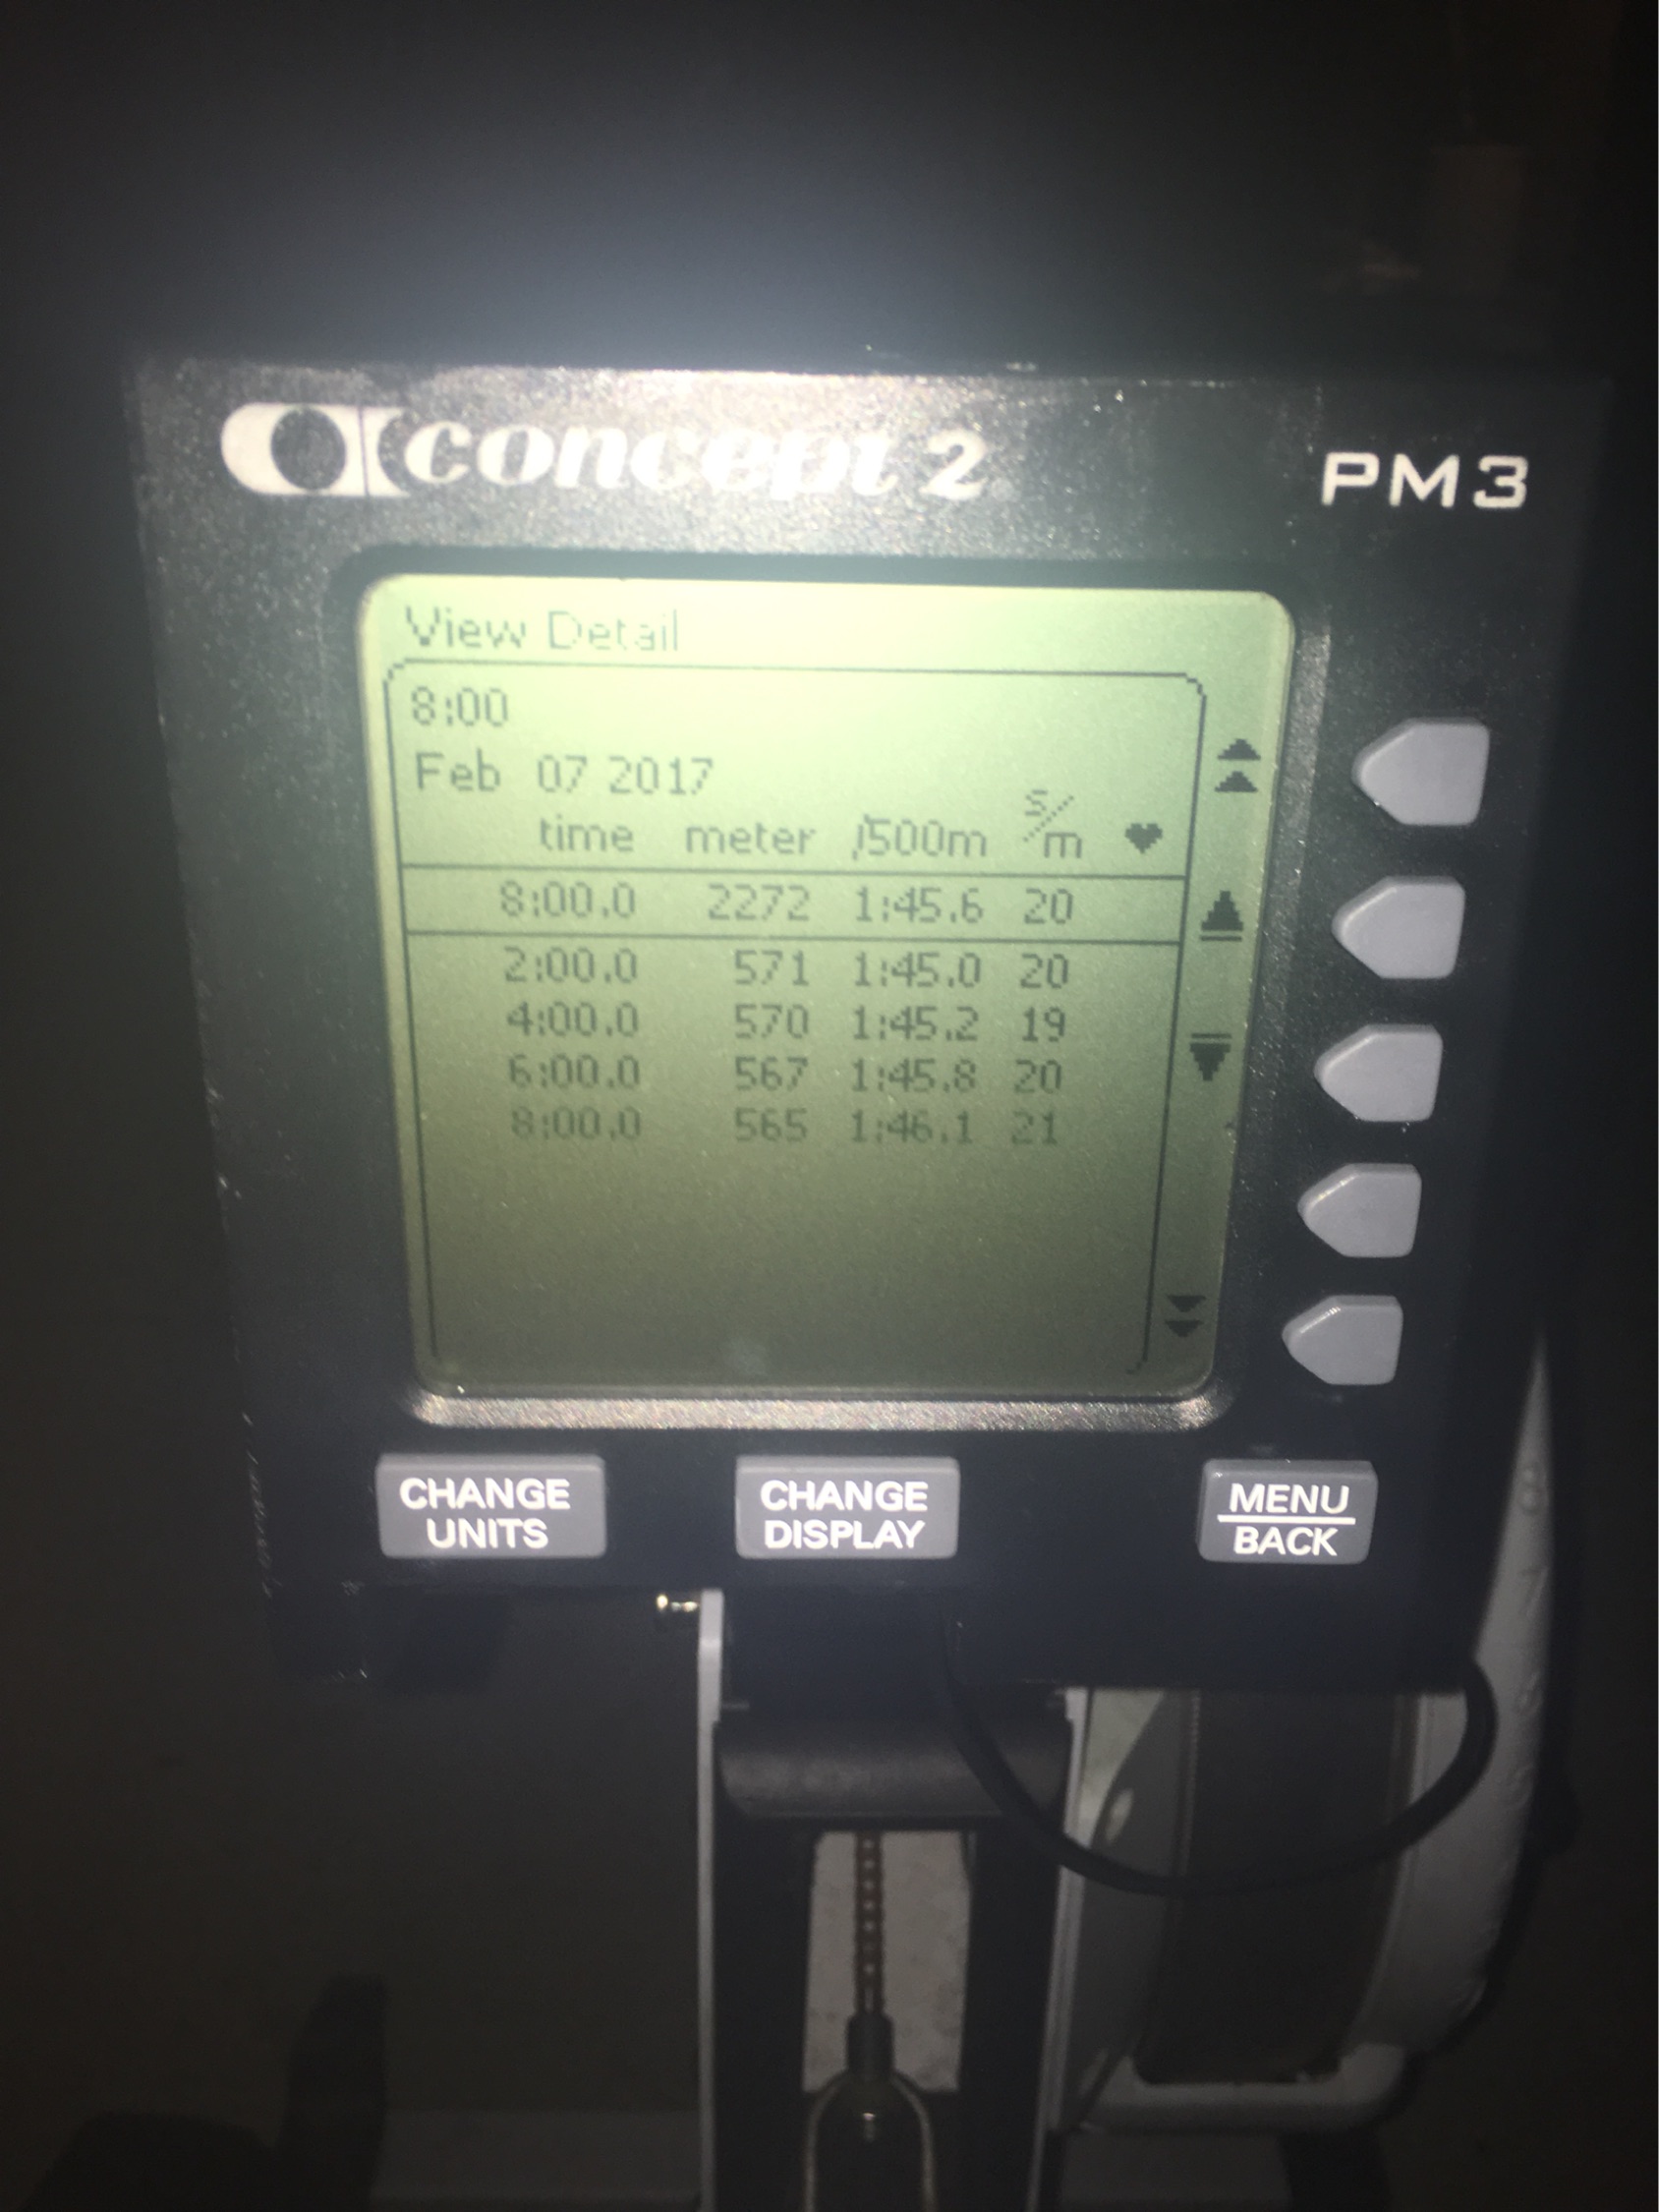 concept 2
PM3
View Detail
8:00
Feb 07 2017
time meter /500m s/m ♥
8:00.0 2272 1:45.6 20
2:00.0 571 1:45.0 20
4:00.0 570 1:45.2 19
6:00.0 567 1:45.8 20
8:00.0 565 1:46.1 21
CHANGE
UNITS
CHANGE
DISPLAY
MENU
BACK